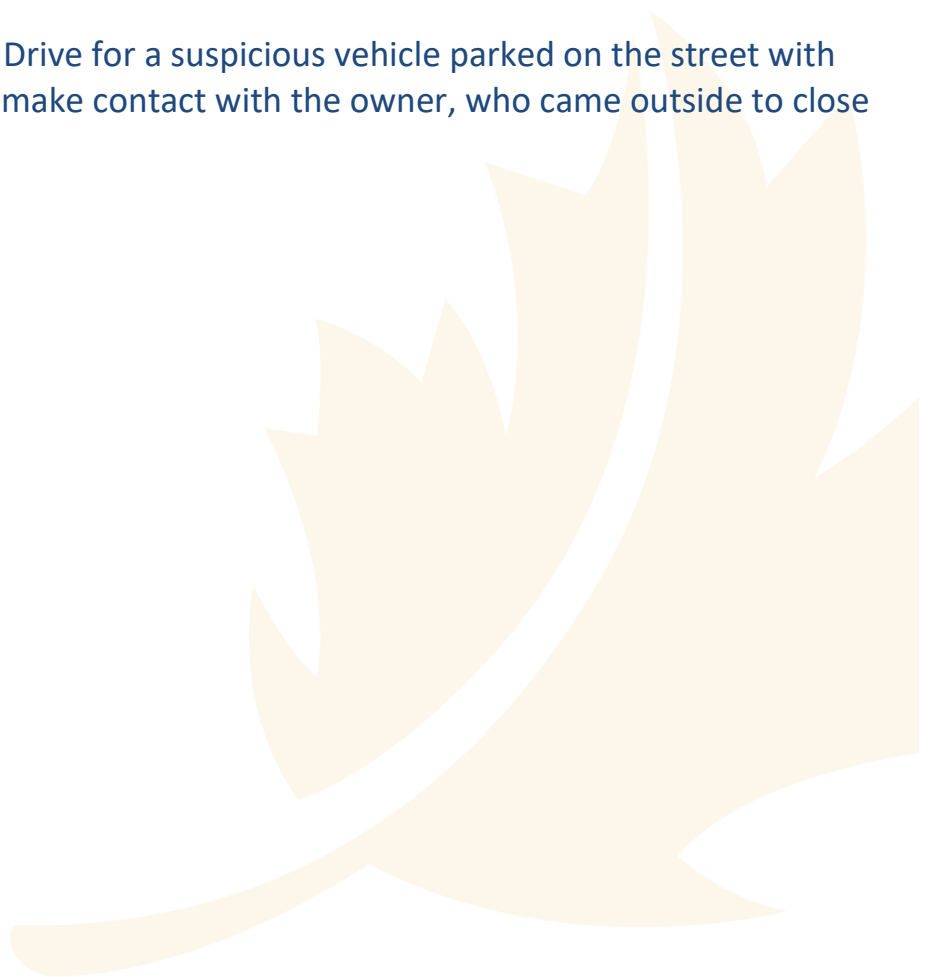 Drive for a suspicious vehicle parked on the street with
make contact with the owner, who came outside to close